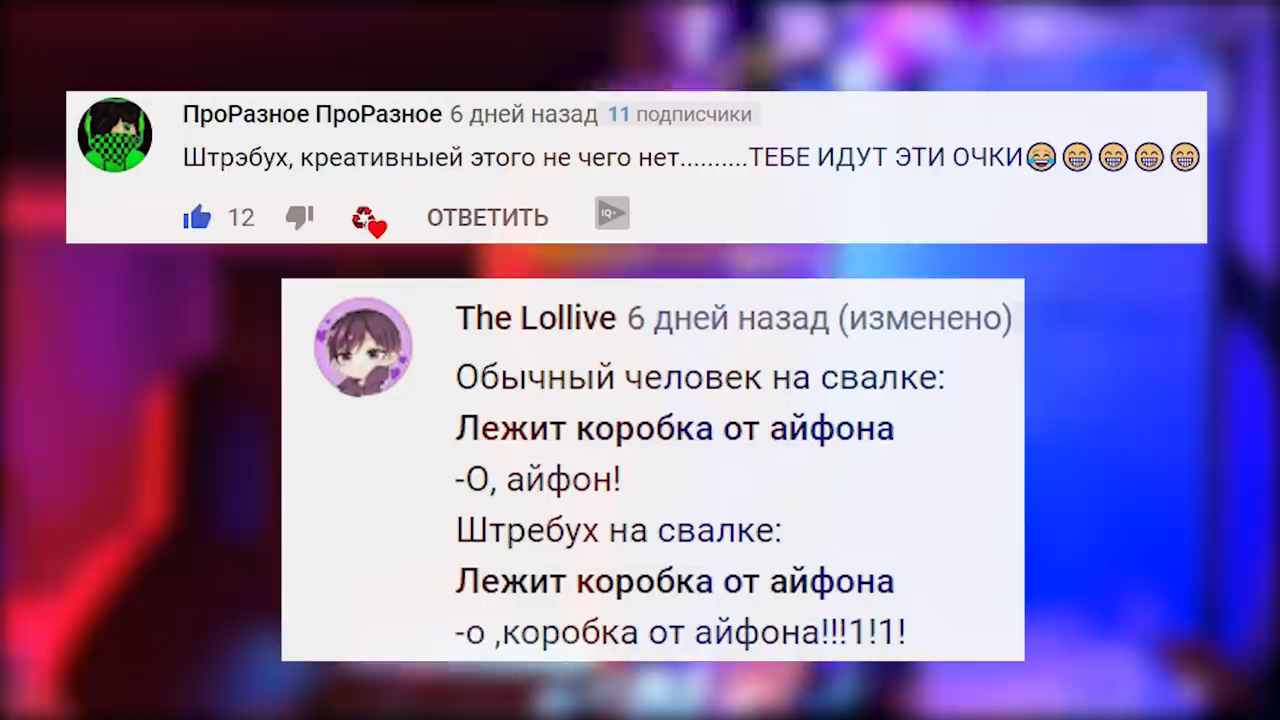 ПроРазное ПроРазное 6 дней назад 11 подписчики
Штрэбух, креативныей этого не чего нет..........ТЕБЕ ИДУТ ЭТИ ОЧКИ😂😁😁😁😁
12 ОТВЕТИТЬ IQ+
The Lollive 6 дней назад (изменено)
Обычный человек на свалке:
Лежит коробка от айфона
-О, айфон!
Штребух на свалке:
Лежит коробка от айфона
-о ,коробка от айфона!!!1!1!